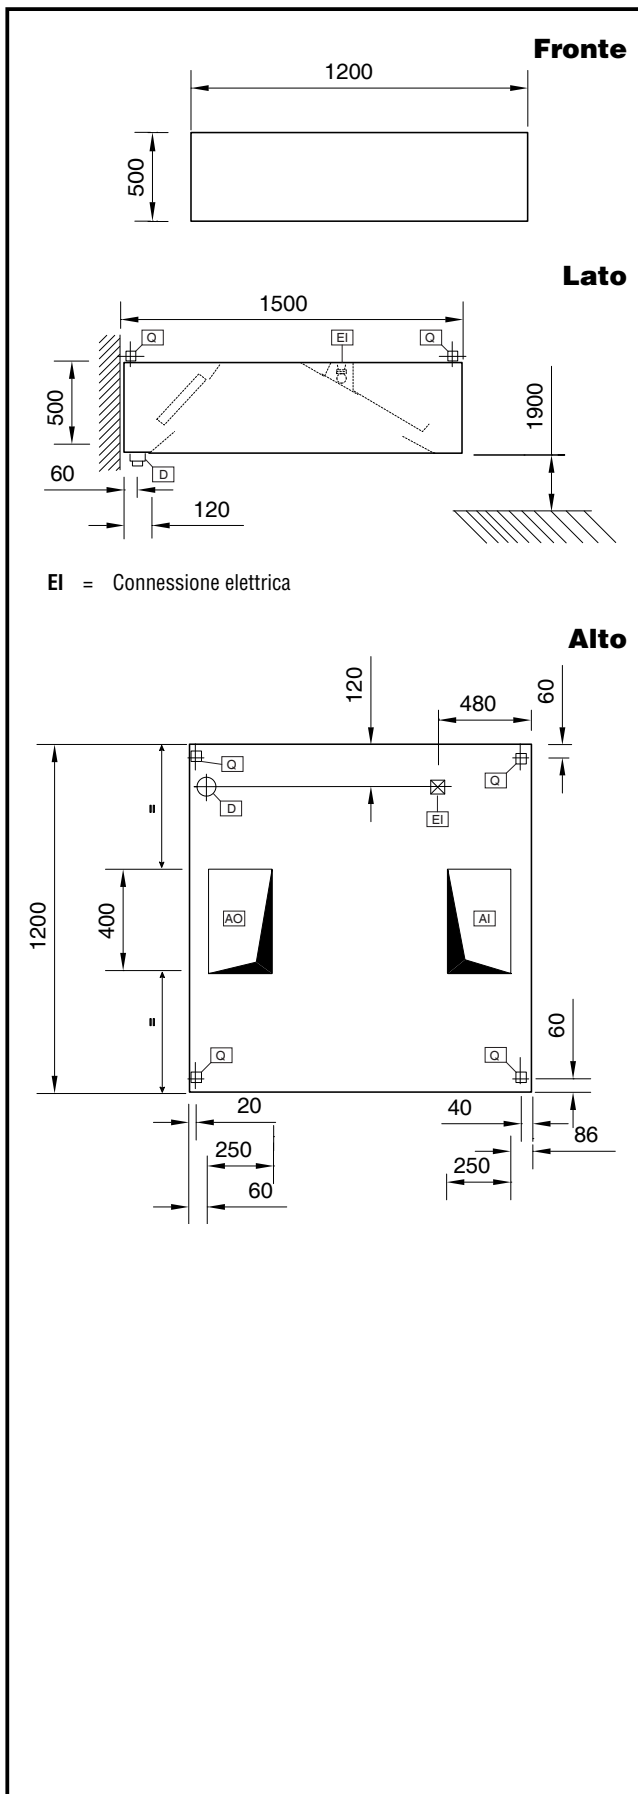 Fronte
1200
500
Lato
1500
Q
EI
Q
500
1900
60
D
120
EI = Connessione elettrica
Alto
120
480
60
Q
Q
D
EI
=
1200
400
AO
AI
=
60
Q
Q
20
40
86
250
250
60